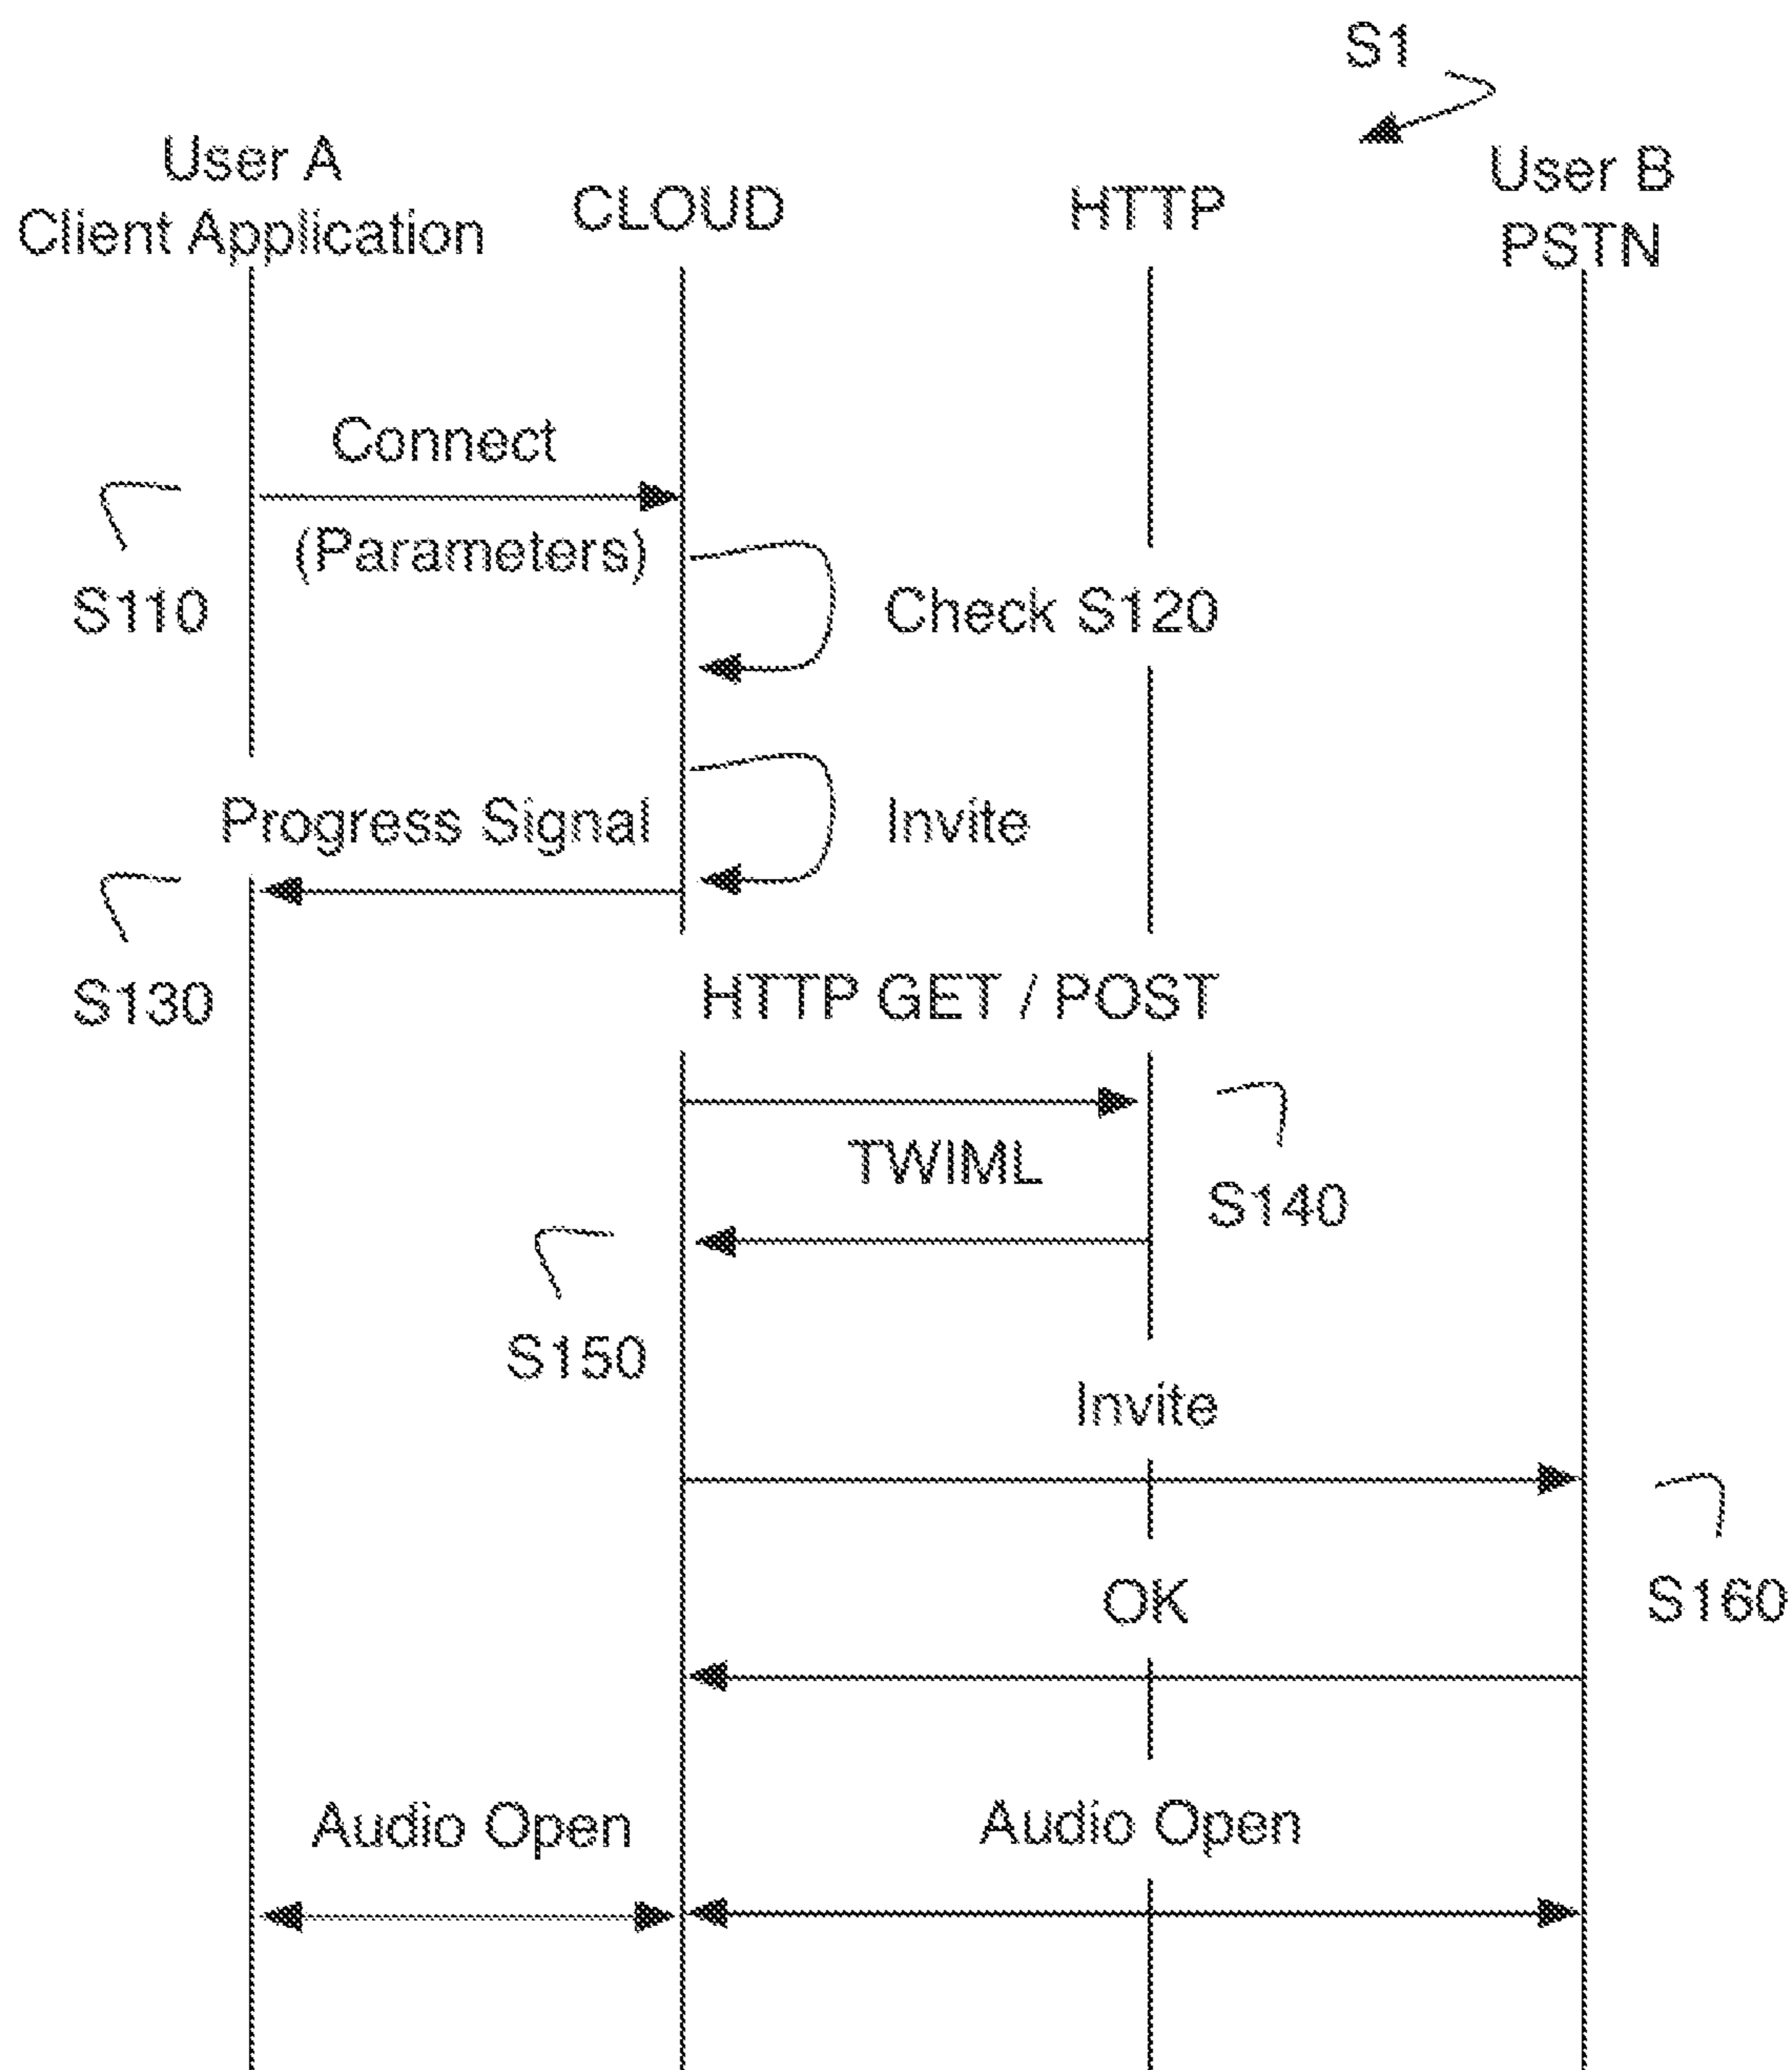 S1
User A
Client Application
CLOUD
HTTP
User B
PSTN
Connect
(Parameters)
S110
Check S120
Progress Signal
Invite
S130
HTTP GET / POST
TWIML
S140
S150
Invite
OK
S160
Audio Open
Audio Open